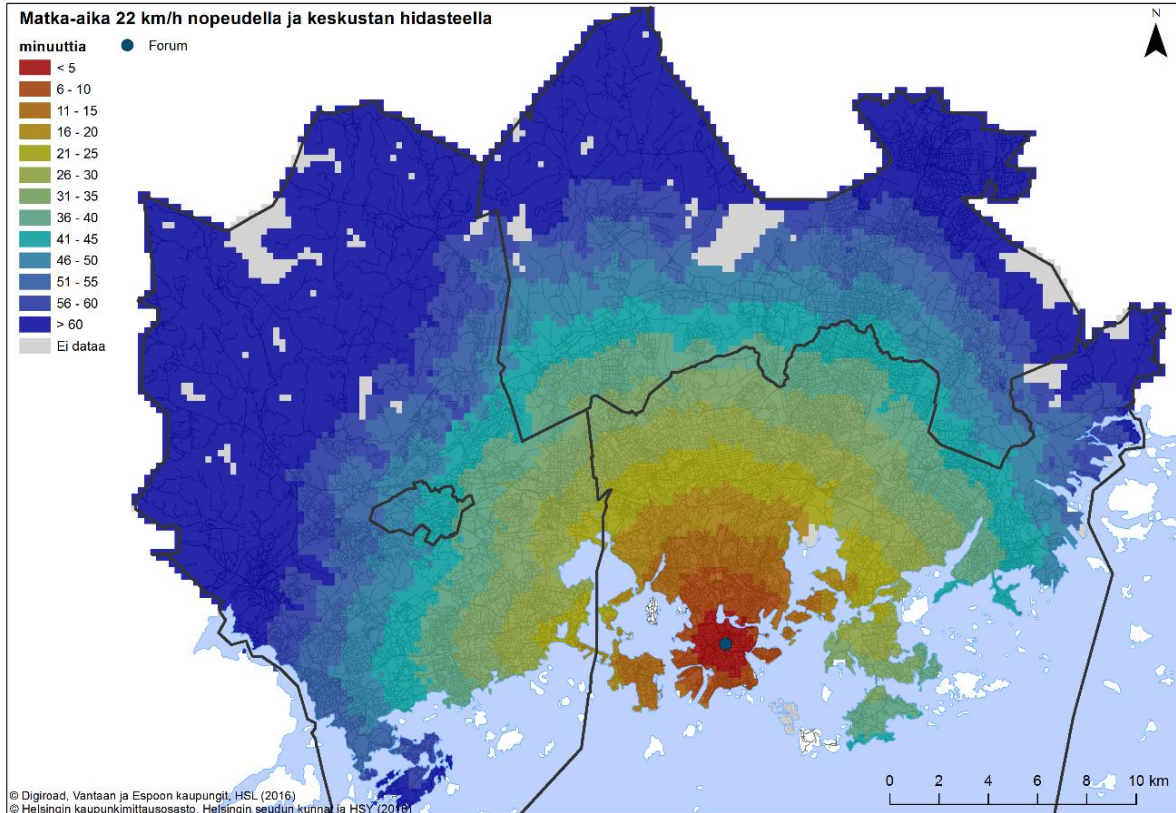 Matka-aika 22 km/h nopeudella ja keskustan hidasteella
minuuttia
Forum
< 5
6 - 10
11 - 15
16 - 20
21 - 25
26 - 30
31 - 35
36 - 40
41 - 45
46 - 50
51 - 55
56 - 60
> 60
Ei dataa
N
0 2 4 6 8 10 km
© Digiroad, Vantaan ja Espoon kaupungit, HSL (2016)
© Helsingin kaupunkimittausosasto, Helsingin seudun kunnat ja HSY (2016)